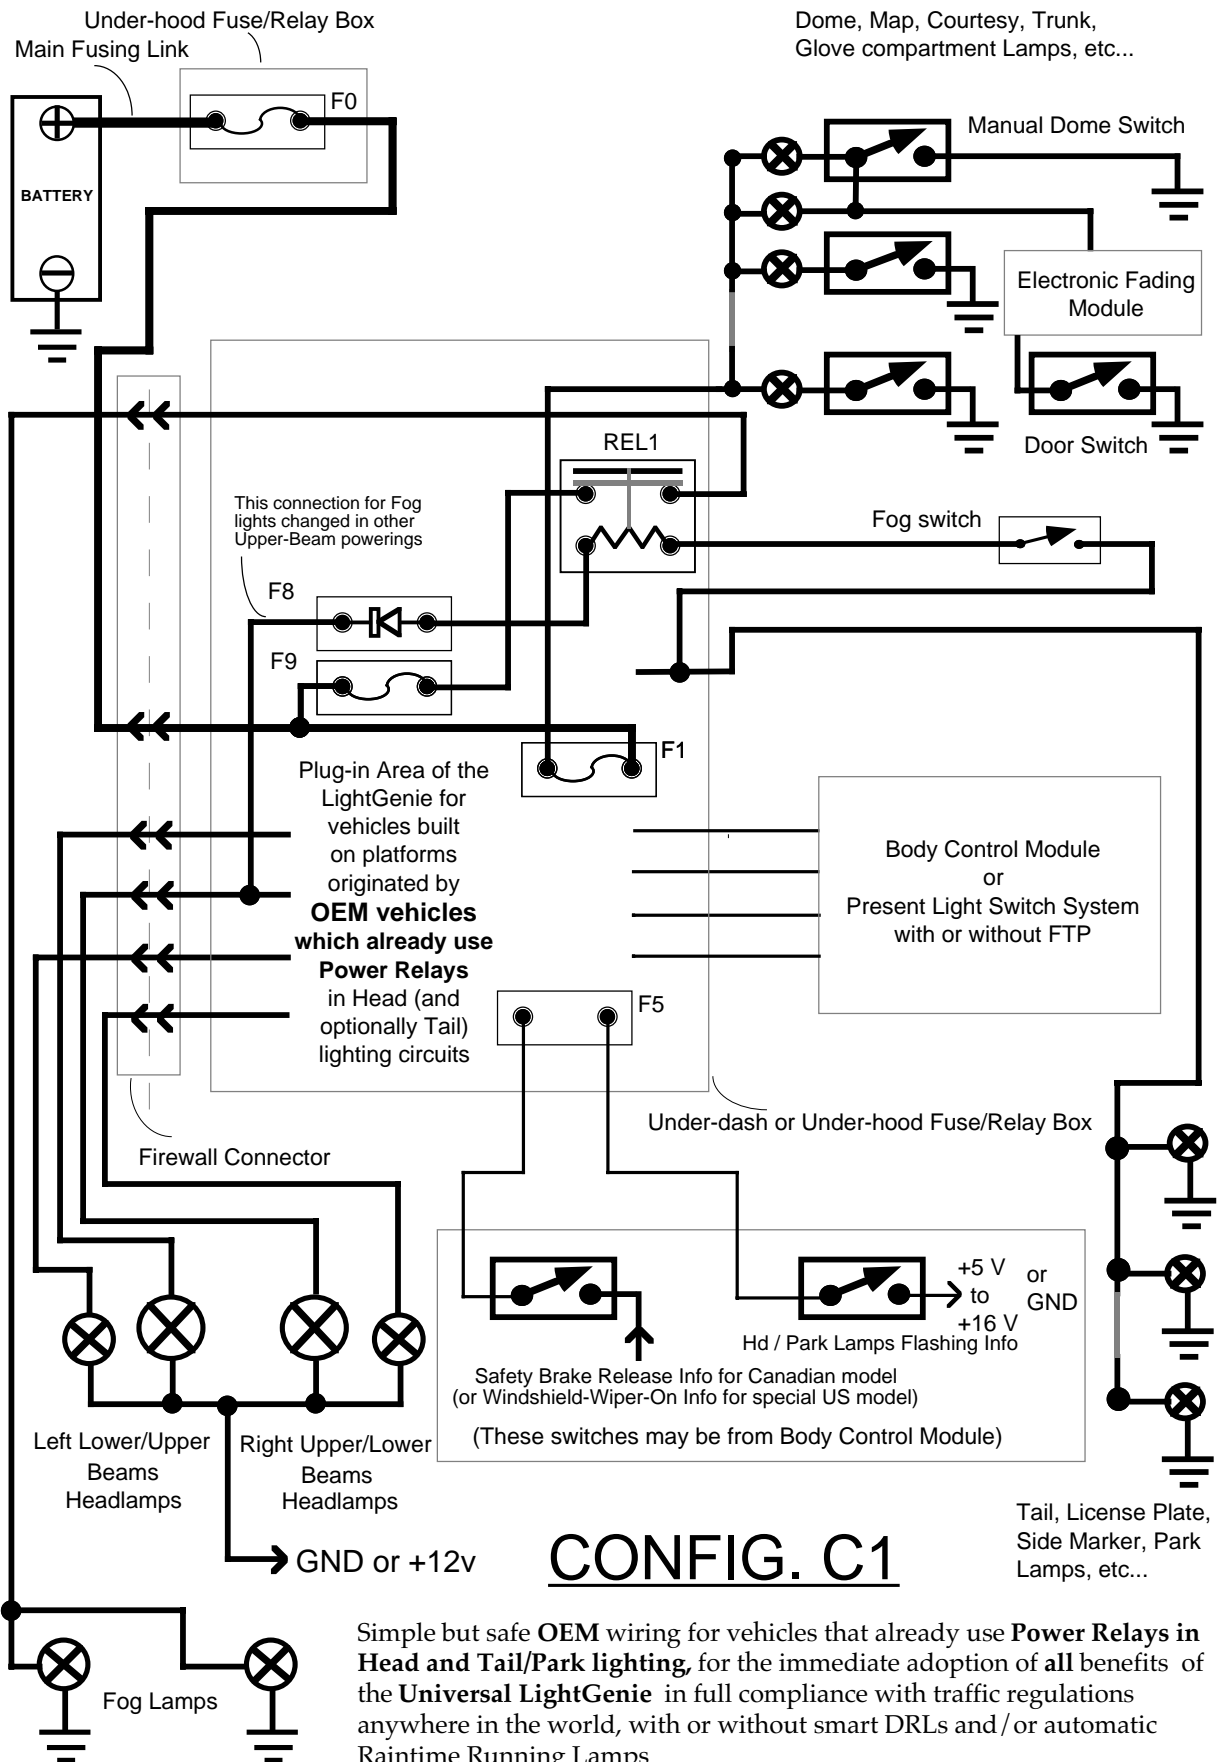 Under-hood Fuse/Relay Box
Main Fusing Link
Dome, Map, Courtesy, Trunk,
Glove compartment Lamps, etc...
F0
BATTERY
Manual Dome Switch
Electronic Fading
Module
Door Switch
REL1
This connection for Fog
lights changed in other
Upper-Beam powerings
Fog switch
F8
F9
F1
Plug-in Area of the
LightGenie for
vehicles built
on platforms
originated by
OEM vehicles
which already use
Power Relays
in Head (and
optionally Tail)
lighting circuits
Body Control Module
or
Present Light Switch System
with or without FTP
F5
Under-dash or Under-hood Fuse/Relay Box
Firewall Connector
+5 V
to
+16 V
or
GND
Hd / Park Lamps Flashing Info
Safety Brake Release Info for Canadian model
(or Windshield-Wiper-On Info for special US model)
(These switches may be from Body Control Module)
Left Lower/Upper
Beams
Headlamps
Right Upper/Lower
Beams
Headlamps
GND or +12v
Tail, License Plate,
Side Marker, Park
Lamps, etc...
CONFIG. C1
Fog Lamps
Simple but safe OEM wiring for vehicles that already use Power Relays in
Head and Tail/Park lighting, for the immediate adoption of all benefits of
the Universal LightGenie in full compliance with traffic regulations
anywhere in the world, with or without smart DRLs and/or automatic
Raintime Running Lamps